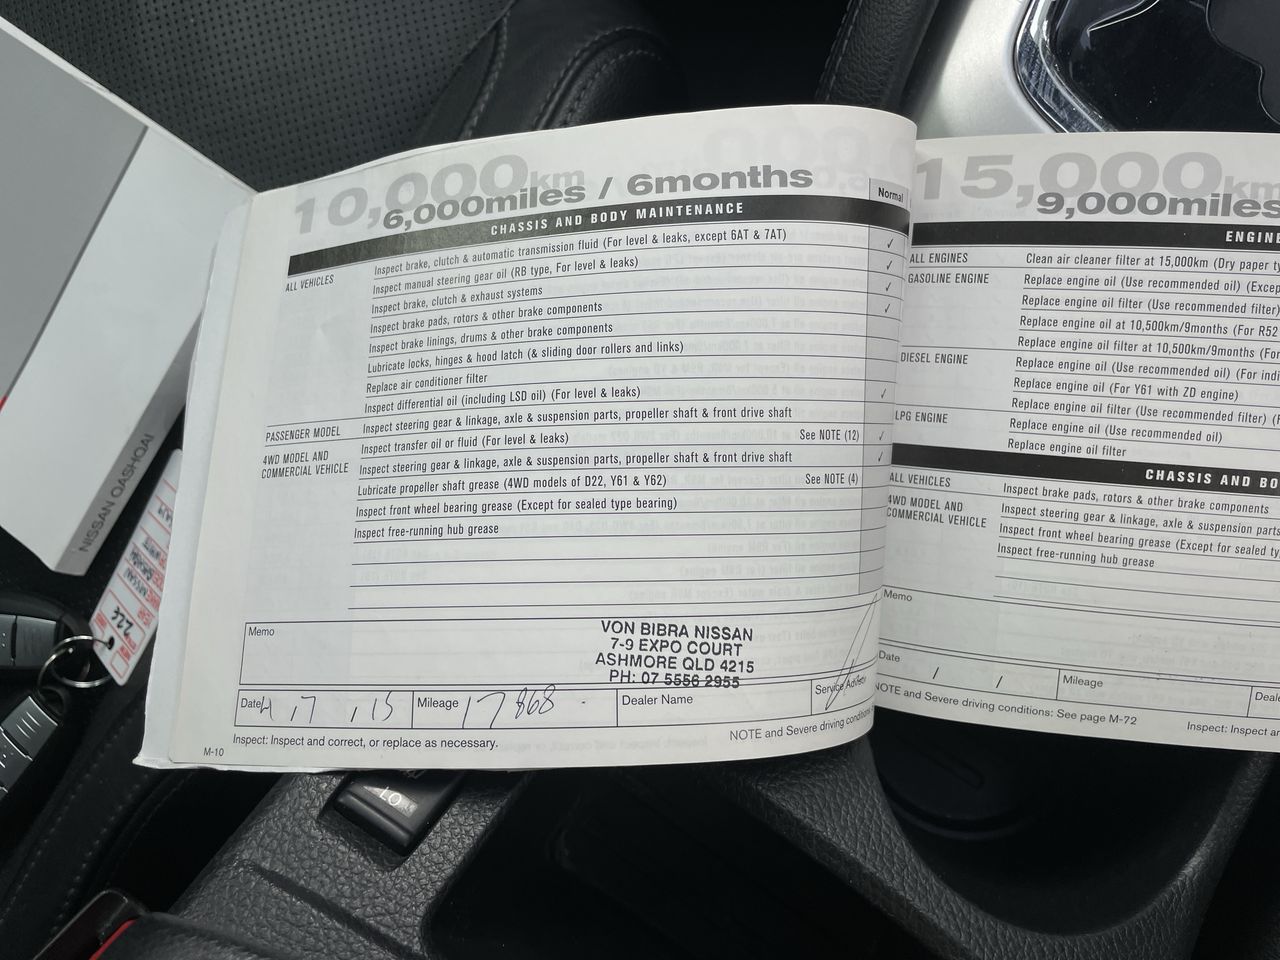 10,000km
6,000miles / 6months
CHASSIS AND BODY MAINTENANCE
Normal
ALL VEHICLES
Inspect brake, clutch & automatic transmission fluid (For level & leaks, except 6AT & 7AT) ✓
Inspect manual steering gear oil (RB type, For level & leaks) ✓
Inspect brake, clutch & exhaust systems ✓
Inspect brake pads, rotors & other brake components ✓
Inspect brake linings, drums & other brake components
Lubricate locks, hinges & hood latch (& sliding door rollers and links)
Replace air conditioner filter
Inspect differential oil (including LSD oil) (For level & leaks) ✓
PASSENGER MODEL
Inspect steering gear & linkage, axle & suspension parts, propeller shaft & front drive shaft
4WD MODEL AND
COMMERCIAL VEHICLE
Inspect transfer oil or fluid (For level & leaks) See NOTE (12) ✓
Inspect steering gear & linkage, axle & suspension parts, propeller shaft & front drive shaft ✓
Lubricate propeller shaft grease (4WD models of D22, Y61 & Y62) See NOTE (4)
Inspect front wheel bearing grease (Except for sealed type bearing)
Inspect free-running hub grease
Memo
VON BIBRA NISSAN
7-9 EXPO COURT
ASHMORE QLD 4215
PH: 07 5556 2955
Date
Mileage 17868
Dealer Name
Service Advisor
M-10
Inspect: Inspect and correct, or replace as necessary.
NOTE and Severe driving conditions
15,000km
9,000miles
ENGINE
ALL ENGINES
Clean air cleaner filter at 15,000km (Dry paper ty
GASOLINE ENGINE
Replace engine oil (Use recommended oil) (Excep
Replace engine oil filter (Use recommended filter)
Replace engine oil at 10,500km/9months (For R52
Replace engine oil filter at 10,500km/9months (For
DIESEL ENGINE
Replace engine oil (Use recommended oil) (For indi
Replace engine oil (For Y61 with ZD engine)
Replace engine oil filter (Use recommended filter) (F
LPG ENGINE
Replace engine oil (Use recommended oil)
Replace engine oil filter
CHASSIS AND BO
ALL VEHICLES
Inspect brake pads, rotors & other brake components
4WD MODEL AND
COMMERCIAL VEHICLE
Inspect steering gear & linkage, axle & suspension parts
Inspect front wheel bearing grease (Except for sealed ty
Inspect free-running hub grease
Memo
Date / /
Mileage
Deale
NOTE and Severe driving conditions: See page M-72
Inspect: Inspect an
NISSAN QASHQAI
226
LO